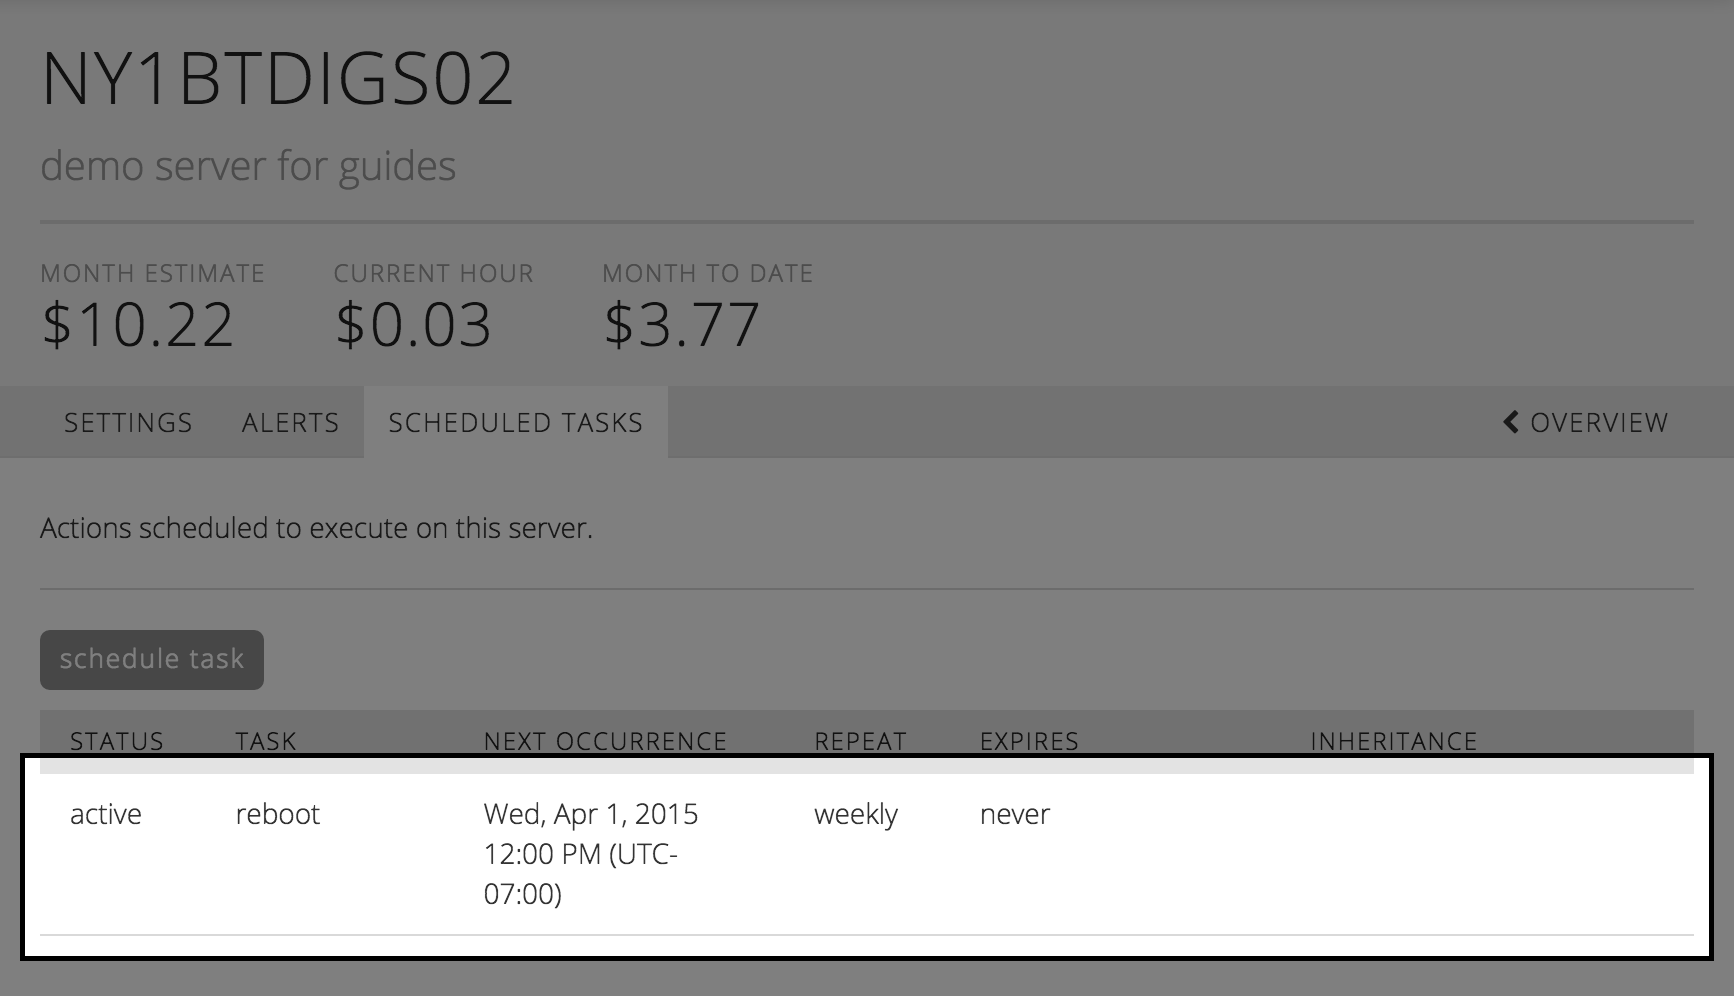 NY1BTDIGS02
demo server for guides
MONTH ESTIMATE CURRENT HOUR MONTH TO DATE
$10.22 $0.03 $3.77
SETTINGS ALERTS SCHEDULED TASKS OVERVIEW
Actions scheduled to execute on this server.
schedule task
STATUS TASK NEXT OCCURRENCE REPEAT EXPIRES INHERITANCE
active reboot Wed, Apr 1, 2015 weekly never
12:00 PM (UTC-
07:00)